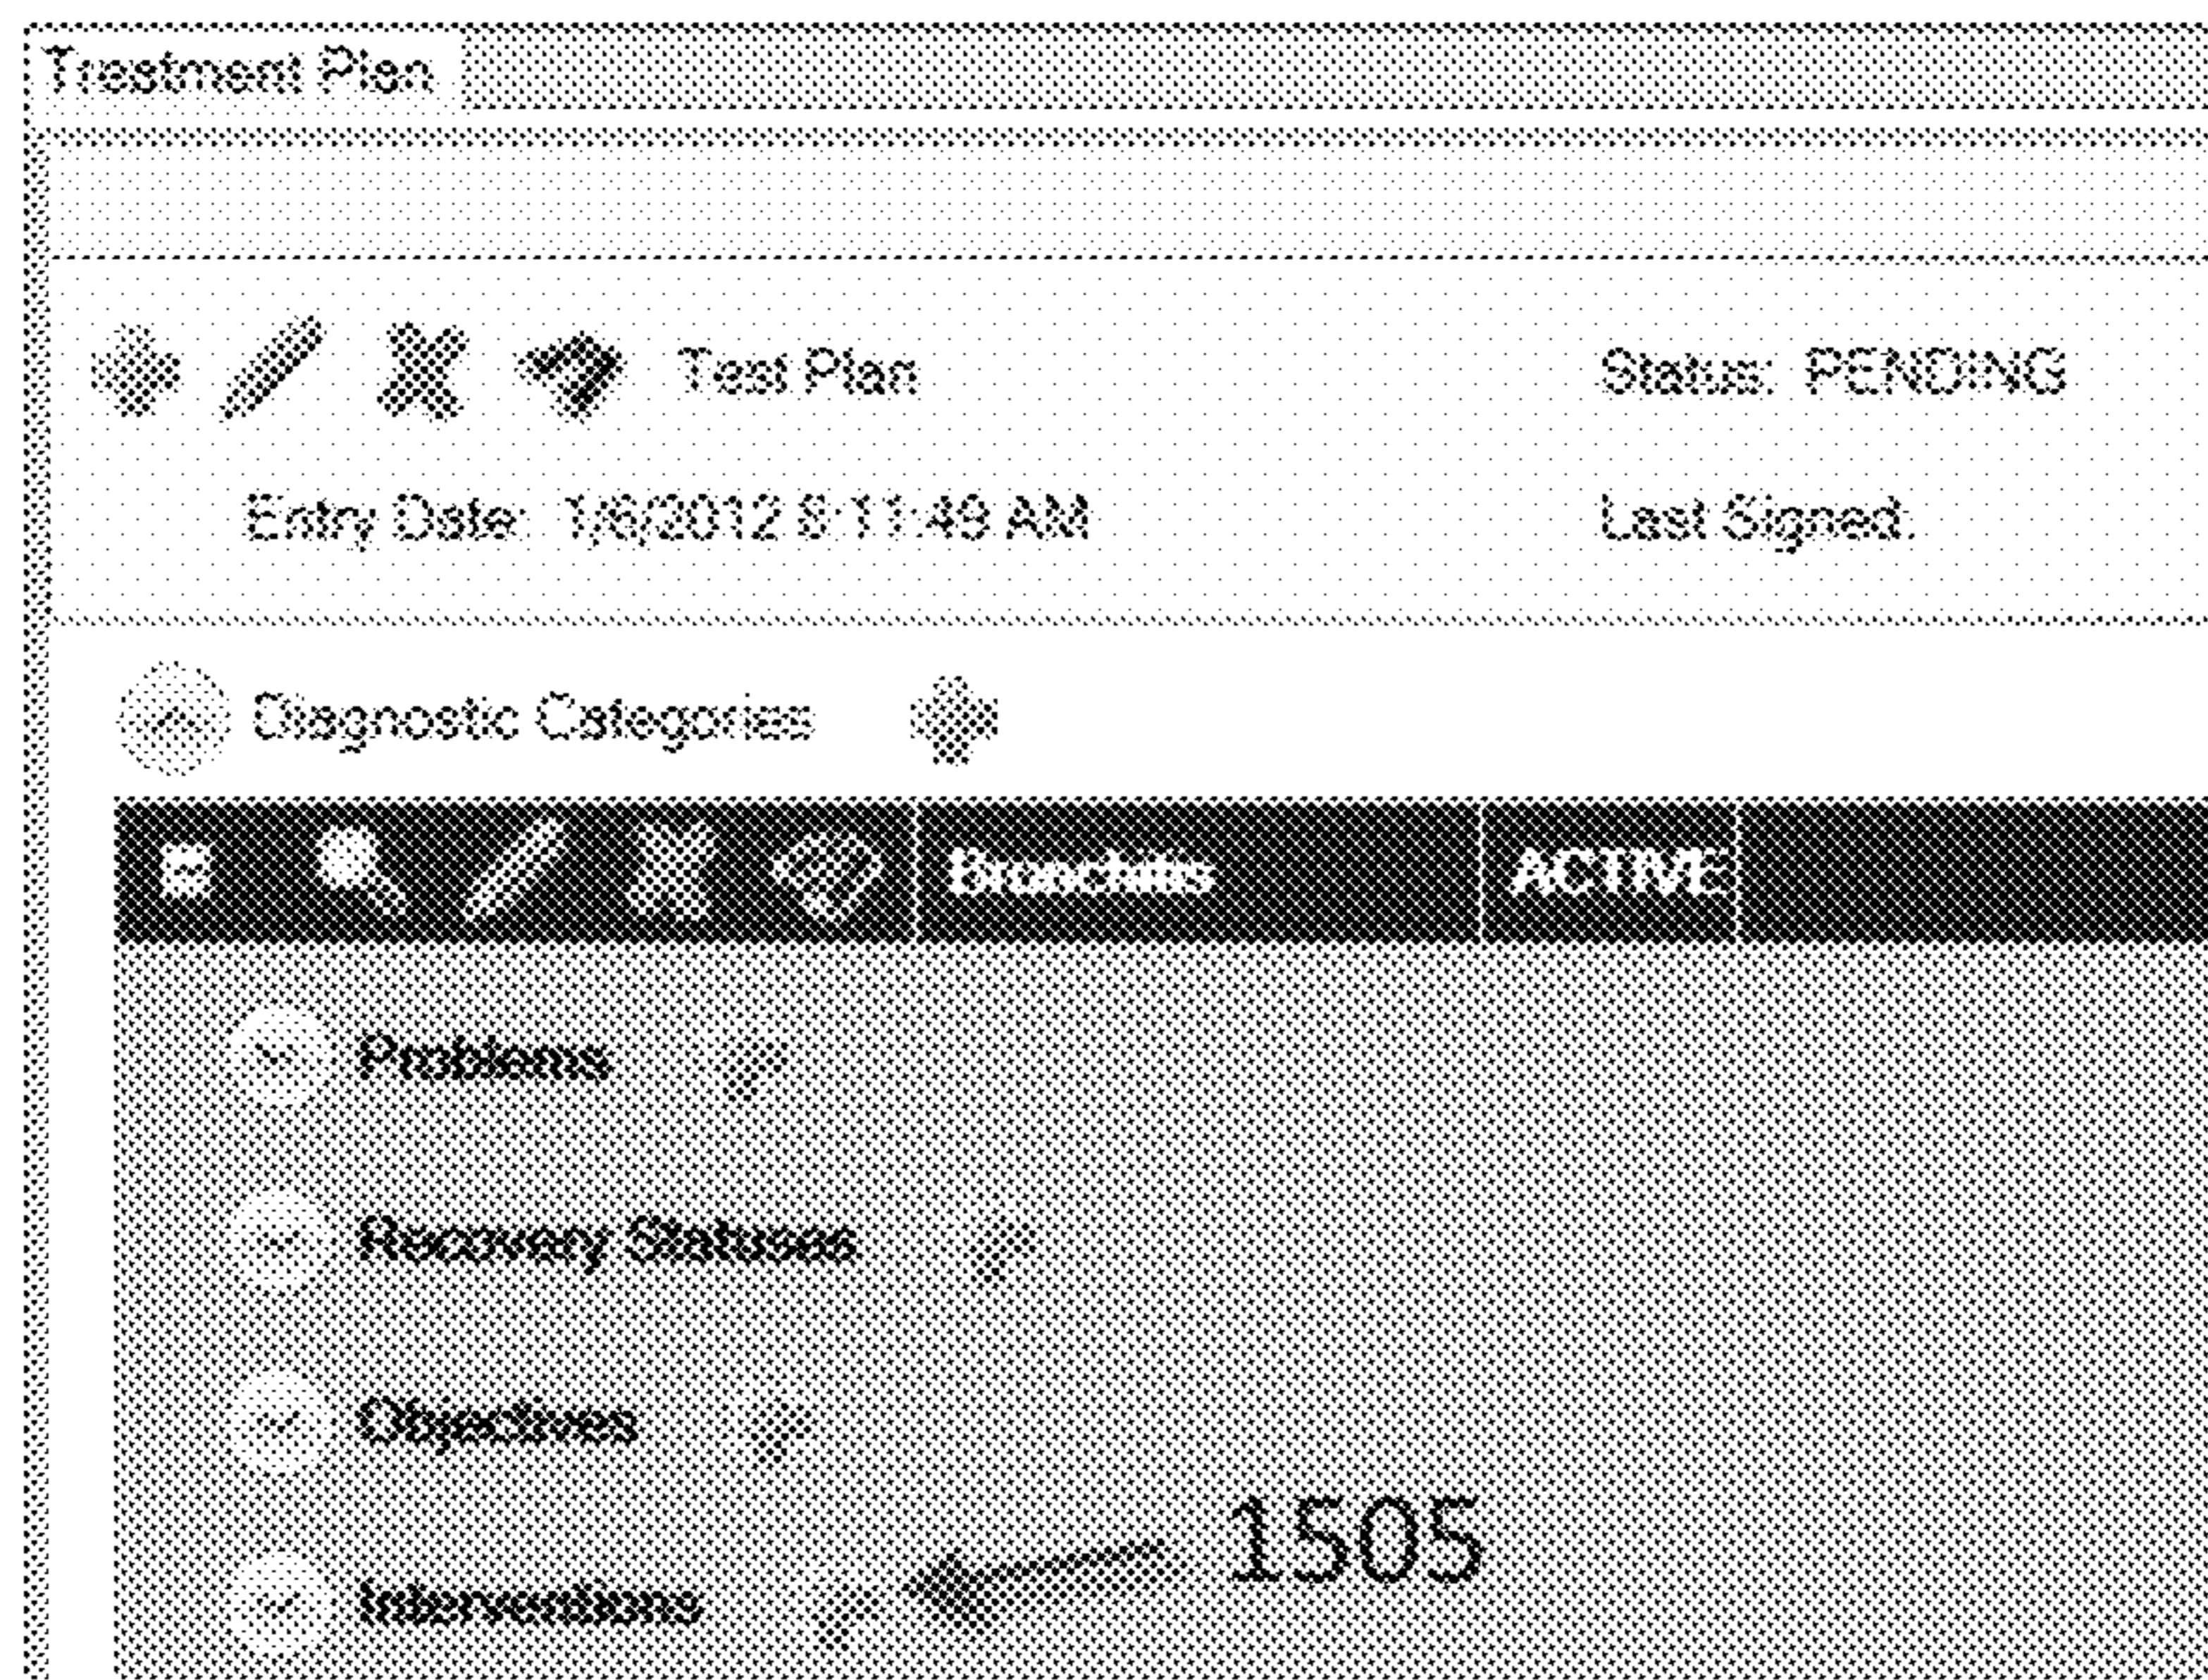 Treatment Plan
Test Plan Status: PENDING
Entry Date: 1/6/2012 8:11:49 AM Last Signed:
Diagnostic Categories
Bronchitis ACTIVE
Problems
Recovery Statuses
Objectives
1505
Interventions